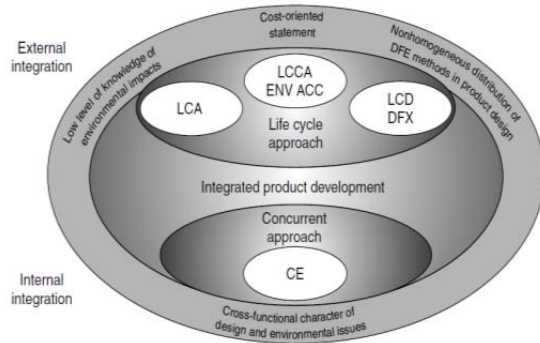 External
integration
Cost-oriented
statement
Low level of knowledge of
environmental impacts
Nonhomogeneous distribution of
DFE methods in product design
LCA
LCCA
ENV ACC
LCD
DFX
Life cycle
approach
Integrated product development
Concurrent
approach
CE
Internal
integration
Cross-functional character of
design and environmental issues